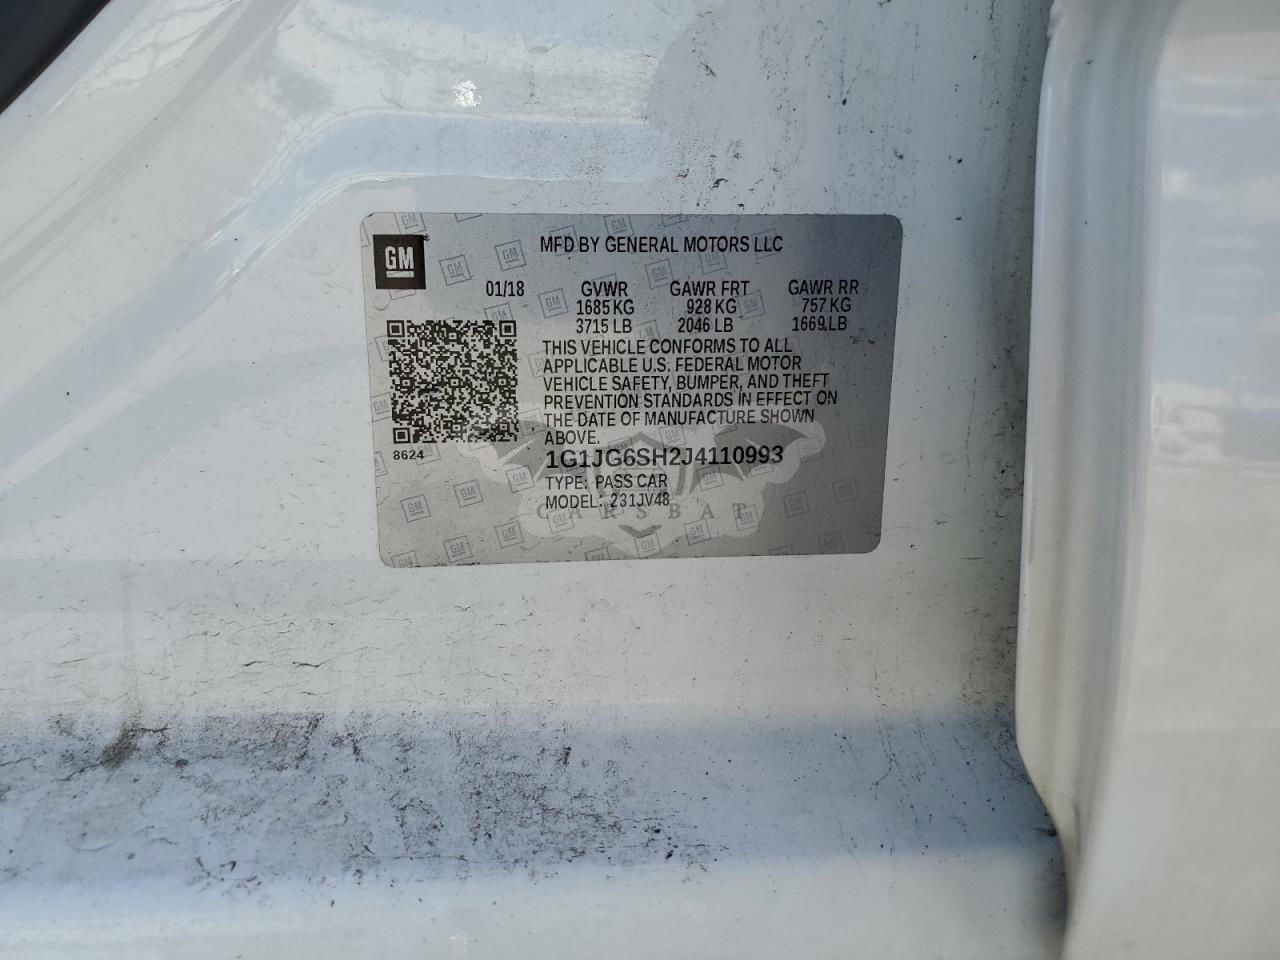 GM
MFD BY GENERAL MOTORS LLC
01/18 GVWR GAWR FRT GAWR RR
1685 KG 928 KG 757 KG
3715 LB 2046 LB 1669 LB
THIS VEHICLE CONFORMS TO ALL
APPLICABLE U.S. FEDERAL MOTOR
VEHICLE SAFETY, BUMPER, AND THEFT
PREVENTION STANDARDS IN EFFECT ON
THE DATE OF MANUFACTURE SHOWN
ABOVE.
8624
1G1JG6SH2J4110993
TYPE: PASS CAR
MODEL: 231JV48
CARSBAT